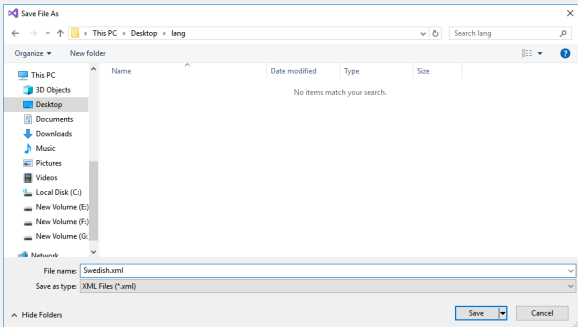 Save File As
This PC > Desktop > lang
Search lang
Organize
New folder
Name
Date modified
Type
Size
No items match your search.
This PC
3D Objects
Desktop
Documents
Downloads
Music
Pictures
Videos
Local Disk (C:)
New Volume (E:)
New Volume (F:)
New Volume (G:
Network
File name: Swedish.xml
Save as type: XML Files (*.xml)
Hide Folders
Save
Cancel